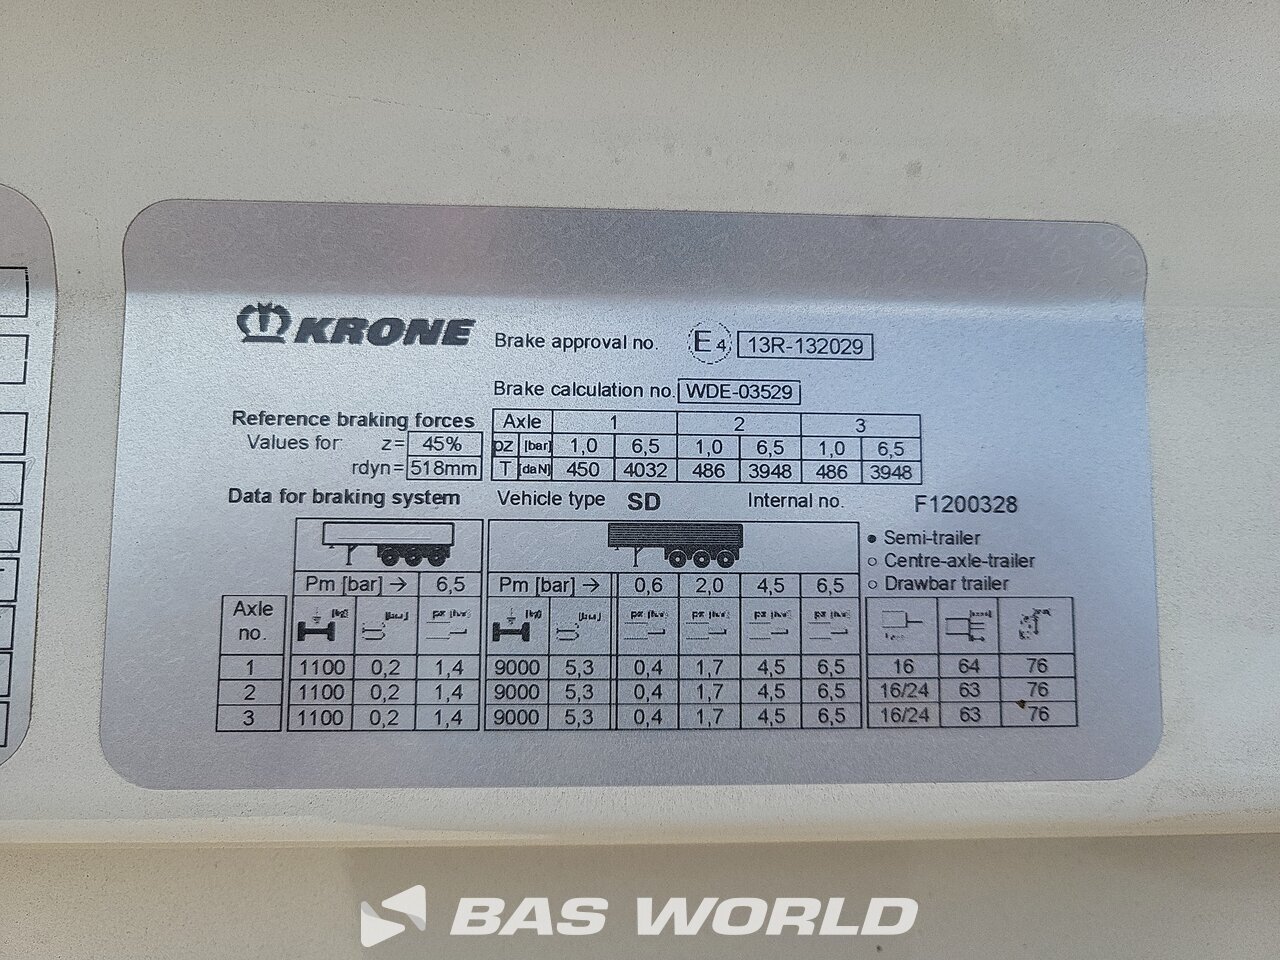 KRONE
Brake approval no. E4 13R-132029
Brake calculation no. WDE-03529
Reference braking forces Axle 1 2 3
Values for z= 45% pz [bar] 1,0 6,5 1,0 6,5 1,0 6,5
rdyn= 518mm T [daN] 450 4032 486 3948 486 3948
Data for braking system Vehicle type SD Internal no. F1200328
Semi-trailer
Centre-axle-trailer
Drawbar trailer
Pm [bar] → 6,5 Pm [bar] → 0,6 2,0 4,5 6,5
Axle no.
1 1100 0,2 1,4 9000 5,3 0,4 1,7 4,5 6,5 16 64 76
2 1100 0,2 1,4 9000 5,3 0,4 1,7 4,5 6,5 16/24 63 76
3 1100 0,2 1,4 9000 5,3 0,4 1,7 4,5 6,5 16/24 63 76
BAS WORLD